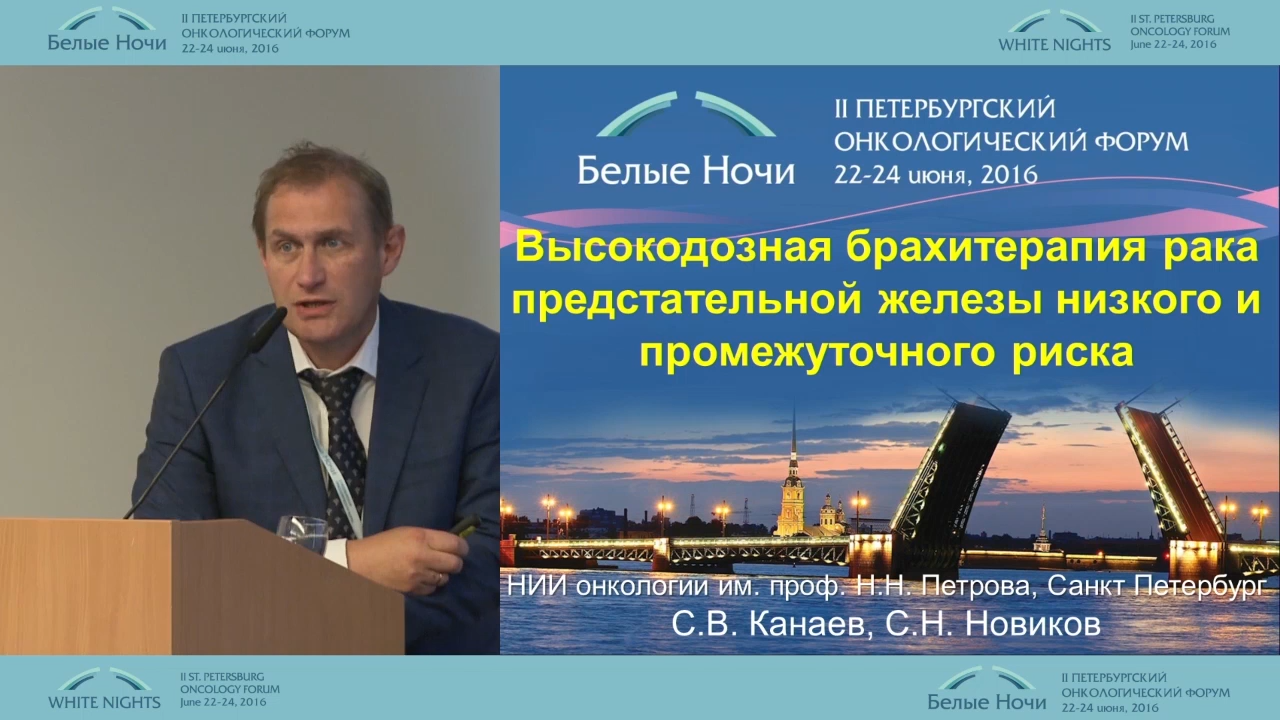 Белые Ночи
II ПЕТЕРБУРГСКИЙ
ОНКОЛОГИЧЕСКИЙ ФОРУМ
22-24 июня, 2016
WHITE NIGHTS
II ST. PETERSBURG
ONCOLOGY FORUM
June 22-24, 2016
Белые Ночи
II ПЕТЕРБУРГСКИЙ
ОНКОЛОГИЧЕСКИЙ ФОРУМ
22-24 июня, 2016
Высокодозная брахитерапия рака
предстательной железы низкого и
промежуточного риска
НИИ онкологии им. проф. Н.Н. Петрова, Санкт Петербург
С.В. Канаев, С.Н. Новиков
WHITE NIGHTS
II ST. PETERSBURG
ONCOLOGY FORUM
June 22-24, 2016
Белые Ночи
II ПЕТЕРБУРГСКИЙ
ОНКОЛОГИЧЕСКИЙ ФОРУМ
22-24 июня, 2016